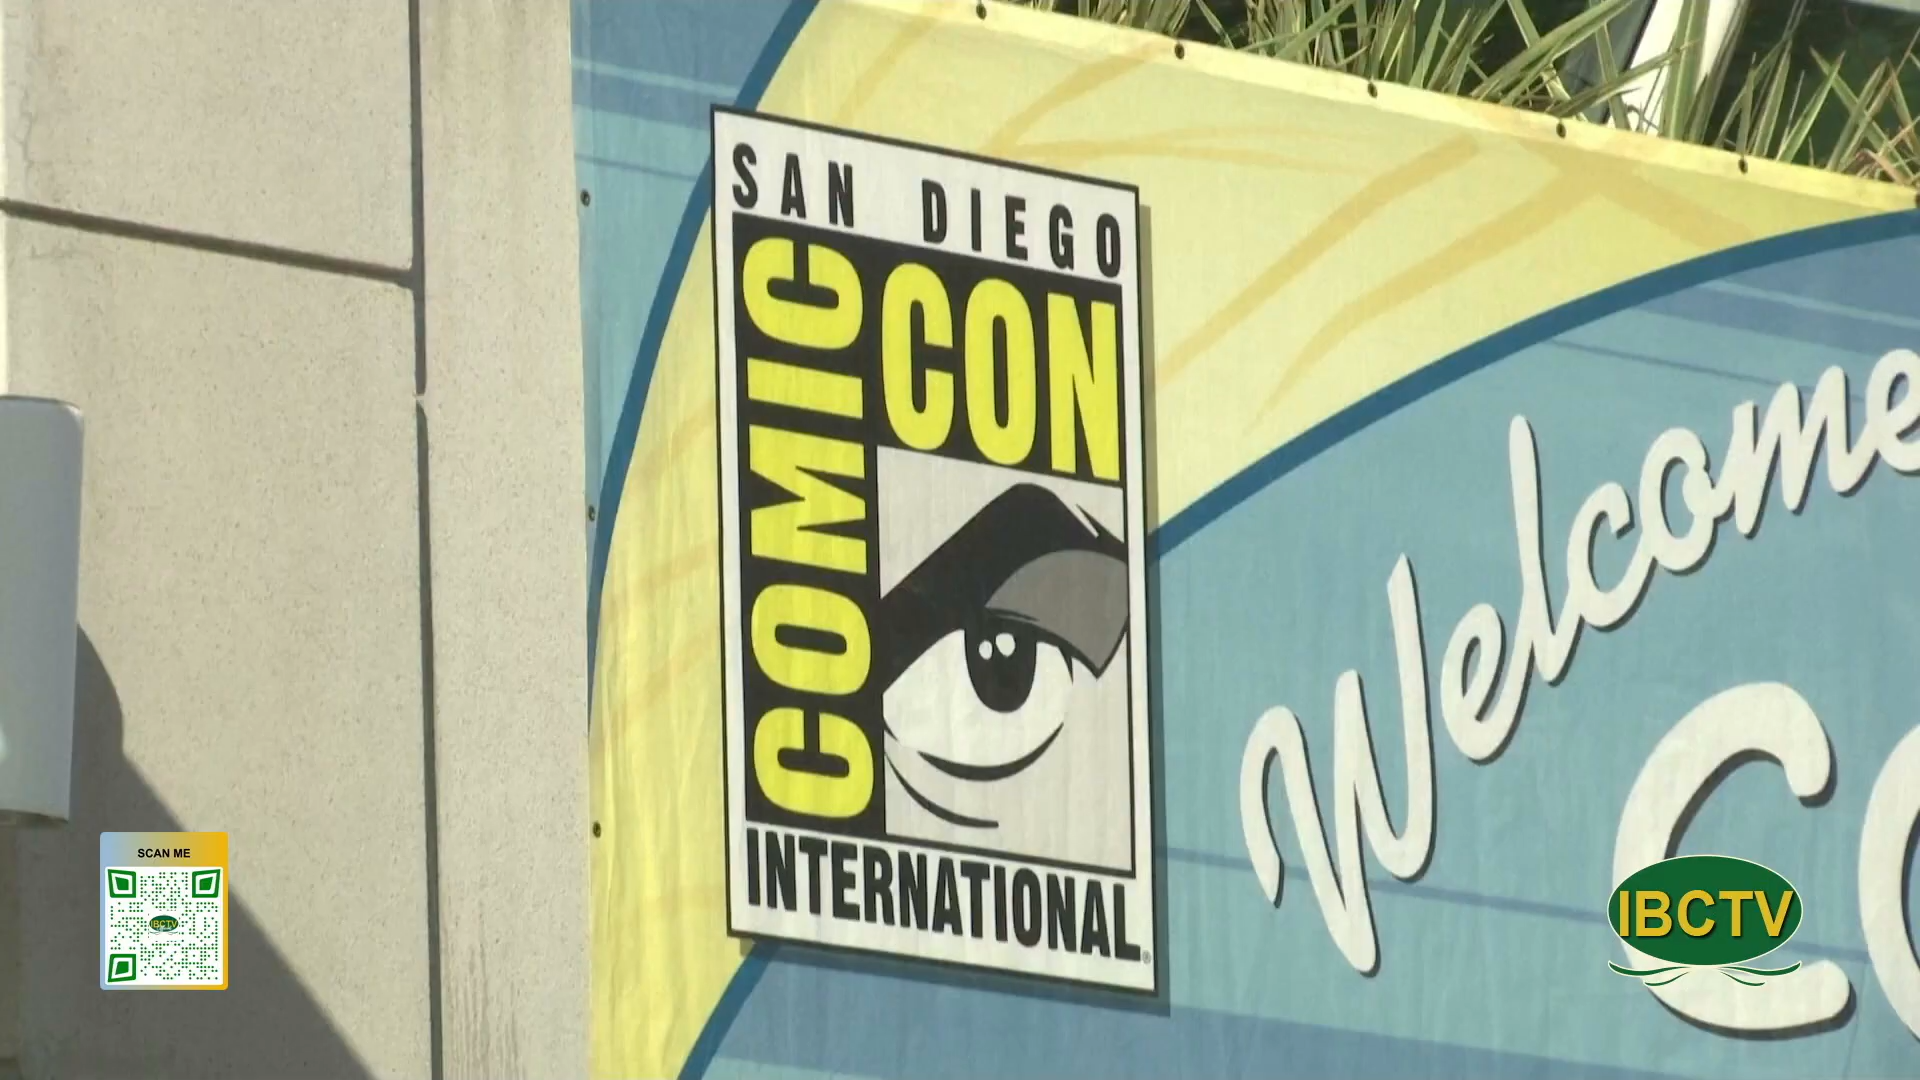 SAN DIEGO
COMIC
CON
INTERNATIONAL
Welcome
SCAN ME
IBCTV
IBCTV